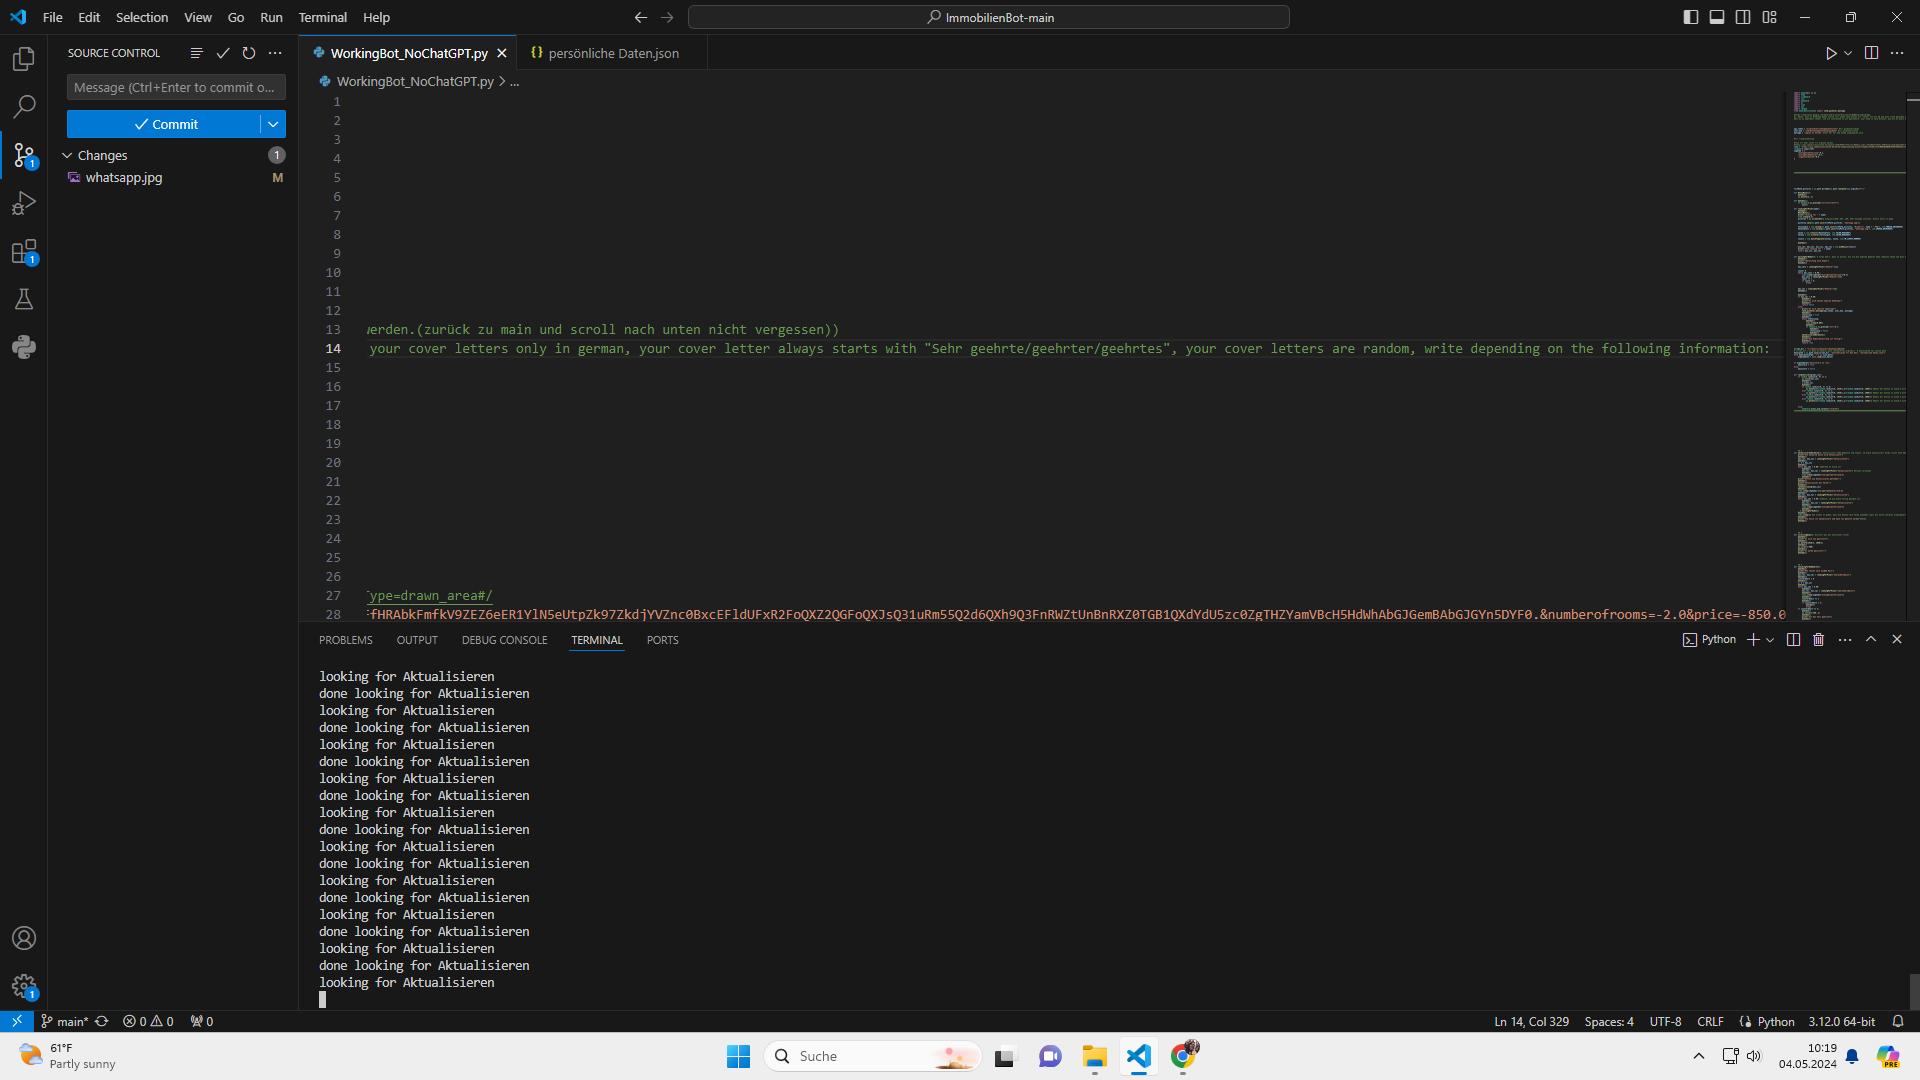 File Edit Selection View Go Run Terminal Help
ImmobilienBot-main
SOURCE CONTROL
Message (Ctrl+Enter to commit o...
Commit
Changes 1
whatsapp.jpg M
WorkingBot_NoChatGPT.py
{} persönliche Daten.json
WorkingBot_NoChatGPT.py > ...
1
2
3
4
5
6
7
8
9
10
11
12
13 werden.(zurück zu main und scroll nach unten nicht vergessen))
14 your cover letters only in german, your cover letter always starts with "Sehr geehrte/geehrter/geehrtes", your cover letters are random, write depending on the following information:
15
16
17
18
19
20
21
22
23
24
25
26
27 Type=drawn_area#/
28 &numberofrooms=-2.0&price=-850.0
PROBLEMS OUTPUT DEBUG CONSOLE TERMINAL PORTS
Python
looking for Aktualisieren
done looking for Aktualisieren
looking for Aktualisieren
done looking for Aktualisieren
looking for Aktualisieren
done looking for Aktualisieren
looking for Aktualisieren
done looking for Aktualisieren
looking for Aktualisieren
done looking for Aktualisieren
looking for Aktualisieren
done looking for Aktualisieren
looking for Aktualisieren
done looking for Aktualisieren
looking for Aktualisieren
done looking for Aktualisieren
looking for Aktualisieren
done looking for Aktualisieren
looking for Aktualisieren
1
1
1
main* 0 0 0
Ln 14, Col 329 Spaces: 4 UTF-8 CRLF {} Python 3.12.0 64-bit
61°F
Partly sunny
Suche
10:19
04.05.2024
PRE